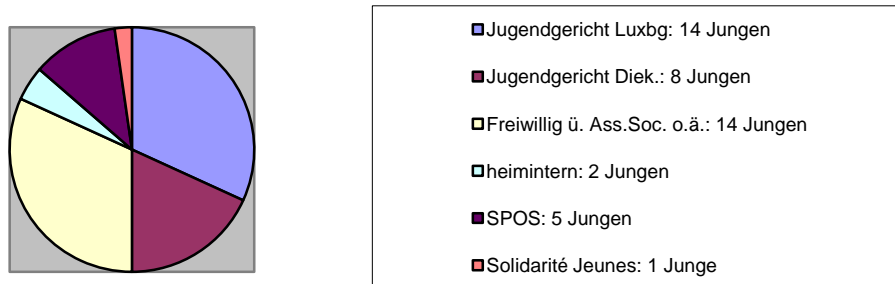 Jugendgericht Luxbg: 14 Jungen
Jugendgericht Diek.: 8 Jungen
Freiwillig ü. Ass.Soc. o.ä.: 14 Jungen
heimintern: 2 Jungen
SPOS: 5 Jungen
Solidarité Jeunes: 1 Junge